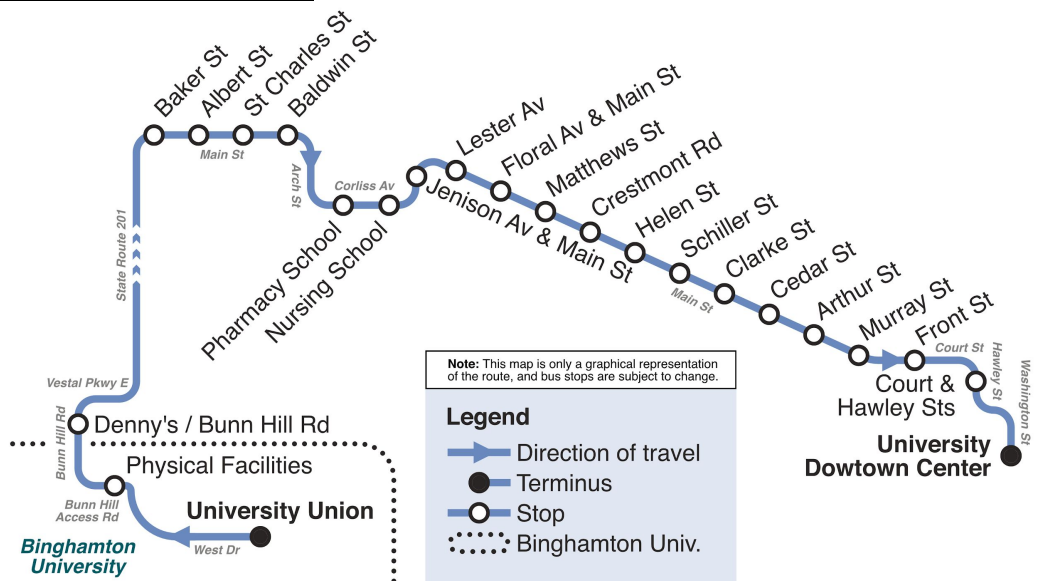 Baker St
Albert St
St Charles St
Baldwin St
Main St
Arch St
Corliss Av
Pharmacy School
Nursing School
Jenison Av & Main St
Lester Av
Floral Av & Main St
Matthews St
Crestmont Rd
Helen St
Schiller St
Main St
Clarke St
Cedar St
Arthur St
Murray St
Front St
Court St
Hawley St
Washington St
Court &
Hawley Sts
University
Dowtown Center
State Route 201
Vestal Pkwy E
Bunn Hill Rd
Denny's / Bunn Hill Rd
Physical Facilities
Bunn Hill
Access Rd
University Union
West Dr
Binghamton
University
Note: This map is only a graphical representation
of the route, and bus stops are subject to change.
Legend
Direction of travel
Terminus
Stop
Binghamton Univ.